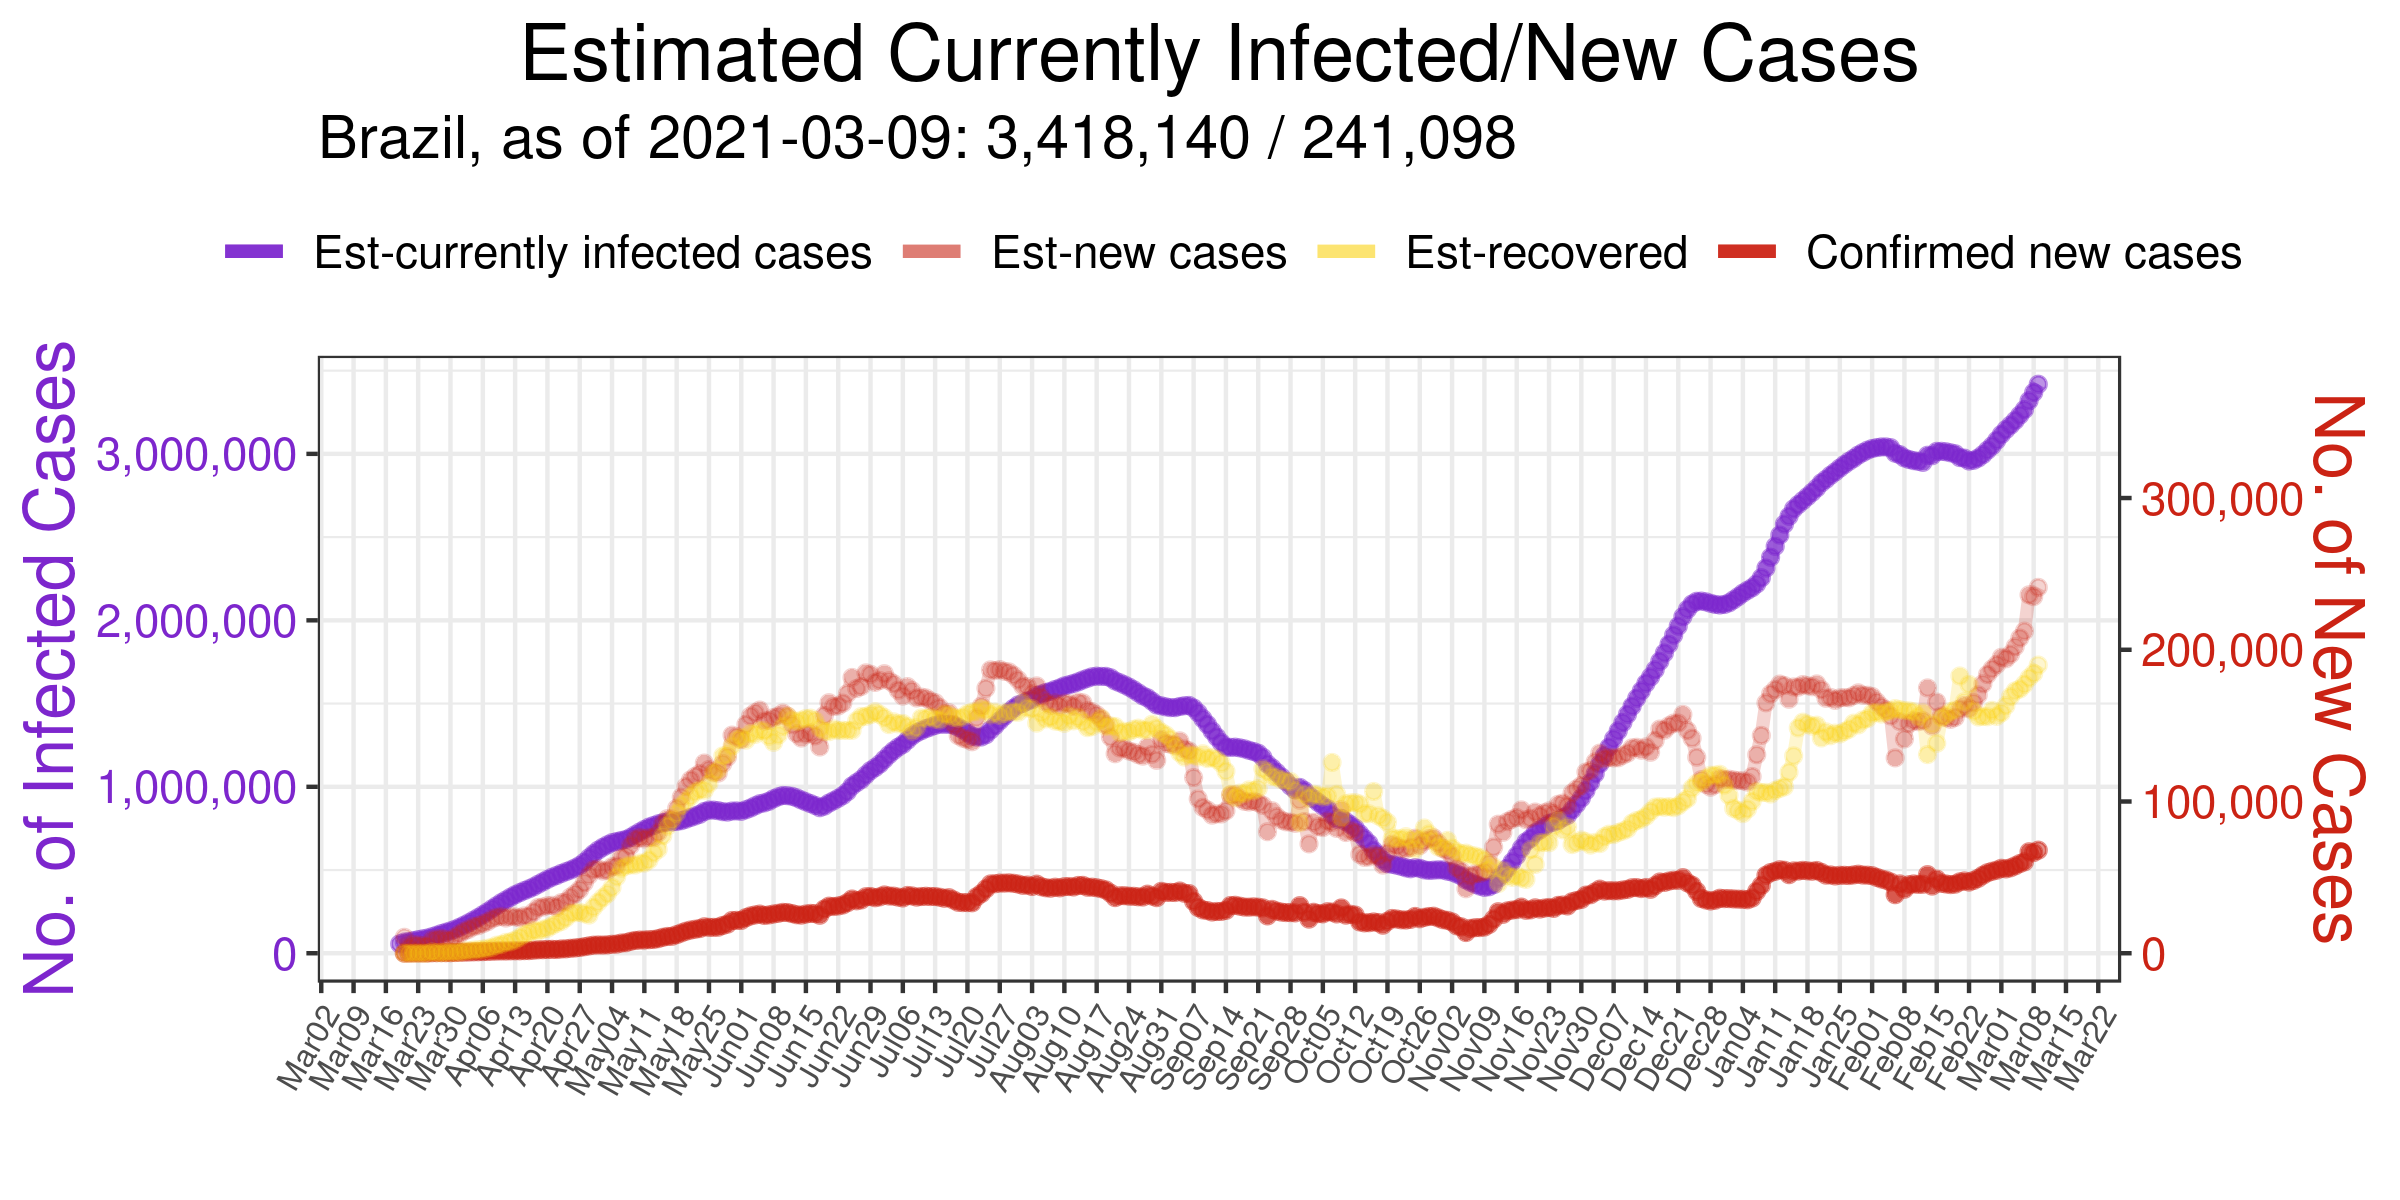 Estimated Currently Infected/New Cases
Brazil, as of 2021-03-09: 3,418,140 / 241,098
Est-currently infected cases Est-new cases Est-recovered Confirmed new cases
No. of Infected Cases
3,000,000
2,000,000
1,000,000
0
300,000
200,000
100,000
0
No. of New Cases
Mar02 Mar09 Mar16 Mar23 Mar30 Apr06 Apr13 Apr20 Apr27 May04 May11 May18 May25 Jun01 Jun08 Jun15 Jun22 Jun29 Jul06 Jul13 Jul20 Jul27 Aug03 Aug10 Aug17 Aug24 Aug31 Sep07 Sep14 Sep21 Sep28 Oct05 Oct12 Oct19 Oct26 Nov02 Nov09 Nov16 Nov23 Nov30 Dec07 Dec14 Dec21 Dec28 Jan04 Jan11 Jan18 Jan25 Feb01 Feb08 Feb15 Feb22 Mar01 Mar08 Mar15 Mar22